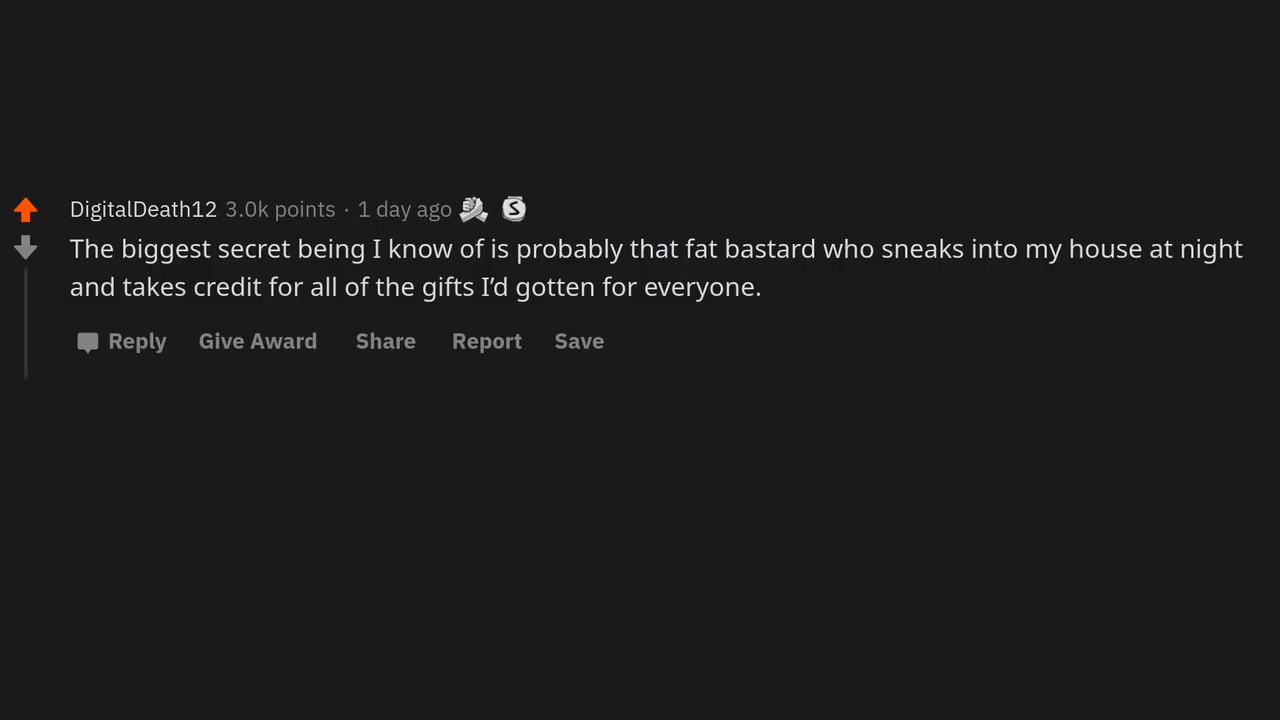 DigitalDeath12 3.0k points · 1 day ago
The biggest secret being I know of is probably that fat bastard who sneaks into my house at night
and takes credit for all of the gifts I’d gotten for everyone.
Reply Give Award Share Report Save